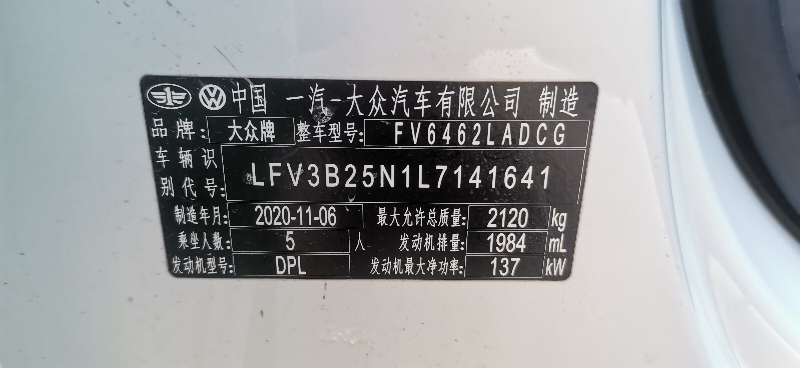 中国 一汽-大众汽车有限公司 制造
品牌: 大众牌 整车型号: FV6462LADCG
车辆识别代号: LFV3B25N1L7141641
制造年月: 2020-11-06 最大允许总质量: 2120 kg
乘坐人数: 5 人 发动机排量: 1984 mL
发动机型号: DPL 发动机最大净功率: 137 kW